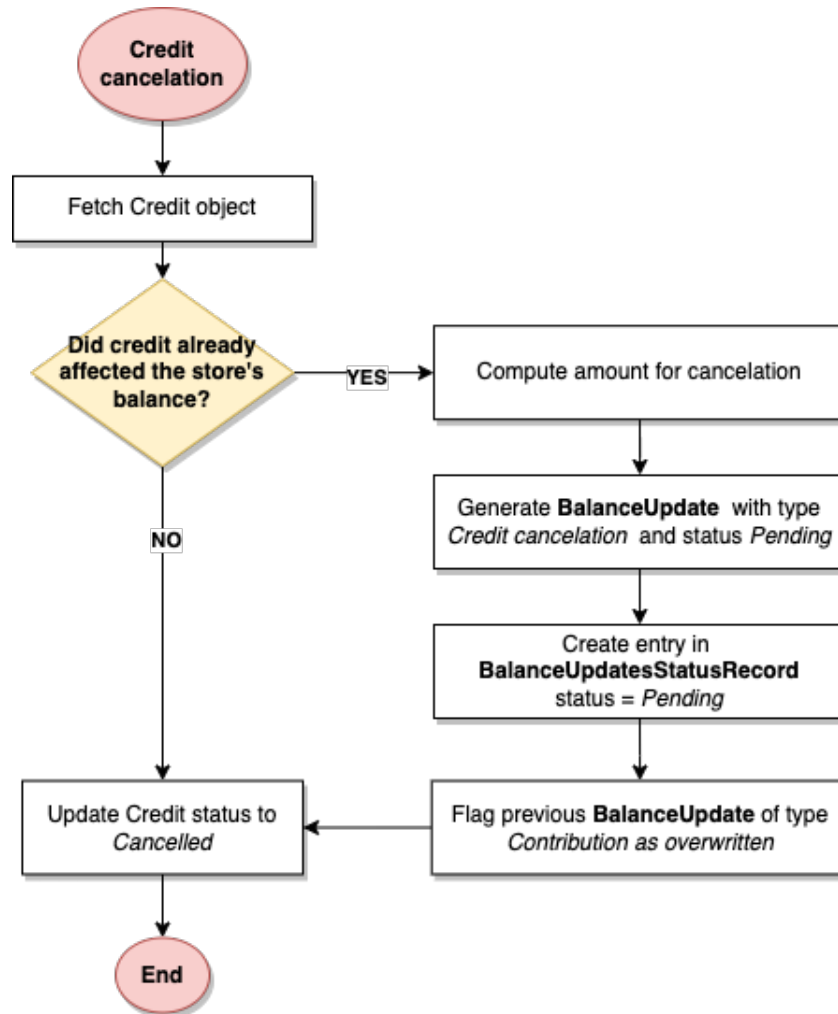 Credit
cancelation
Fetch Credit object
Did credit already
affected the store's
balance?
YES
Compute amount for cancelation
Generate BalanceUpdate with type
Credit cancelation and status Pending
NO
Create entry in
BalanceUpdatesStatusRecord
status = Pending
Flag previous BalanceUpdate of type
Contribution as overwritten
Update Credit status to
Cancelled
End